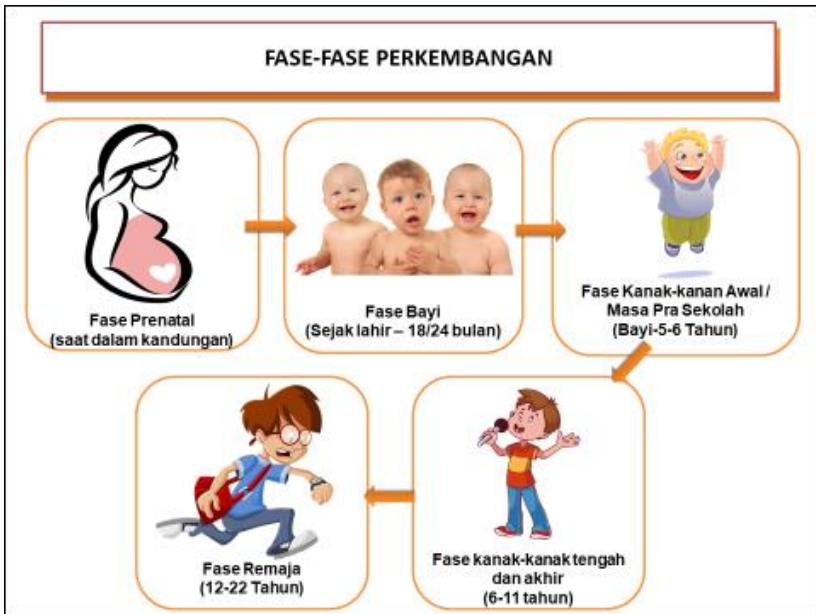 FASE-FASE PERKEMBANGAN
Fase Prenatal
(saat dalam kandungan)
Fase Bayi
(Sejak lahir – 18/24 bulan)
Fase Kanak-kanan Awal /
Masa Pra Sekolah
(Bayi-5-6 Tahun)
Fase Remaja
(12-22 Tahun)
Fase kanak-kanak tengah
dan akhir
(6-11 tahun)